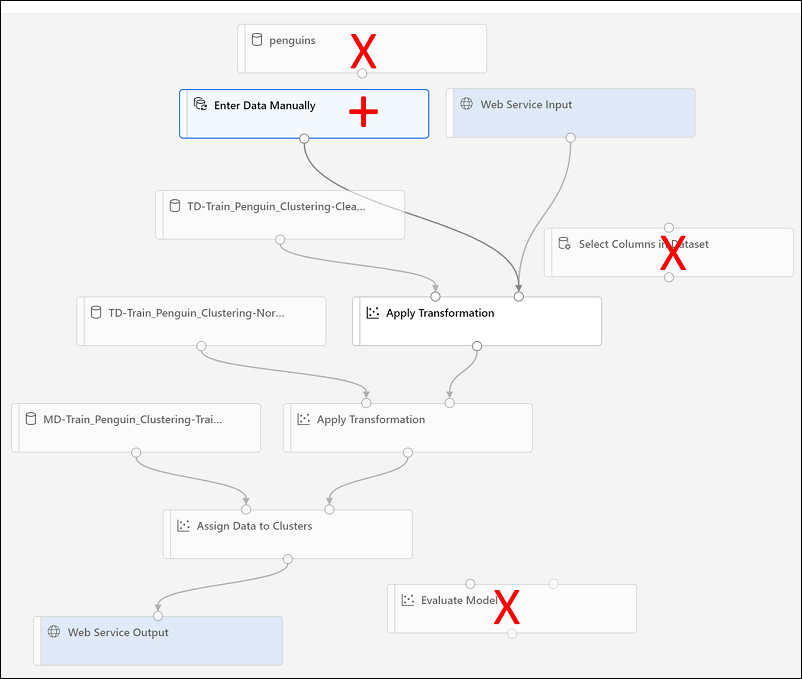 penguins
Enter Data Manually
Web Service Input
TD-Train_Penguin_Clustering-Clea...
Select Columns in Dataset
TD-Train_Penguin_Clustering-Nor...
Apply Transformation
MD-Train_Penguin_Clustering-Trai...
Apply Transformation
Assign Data to Clusters
Evaluate Model
Web Service Output